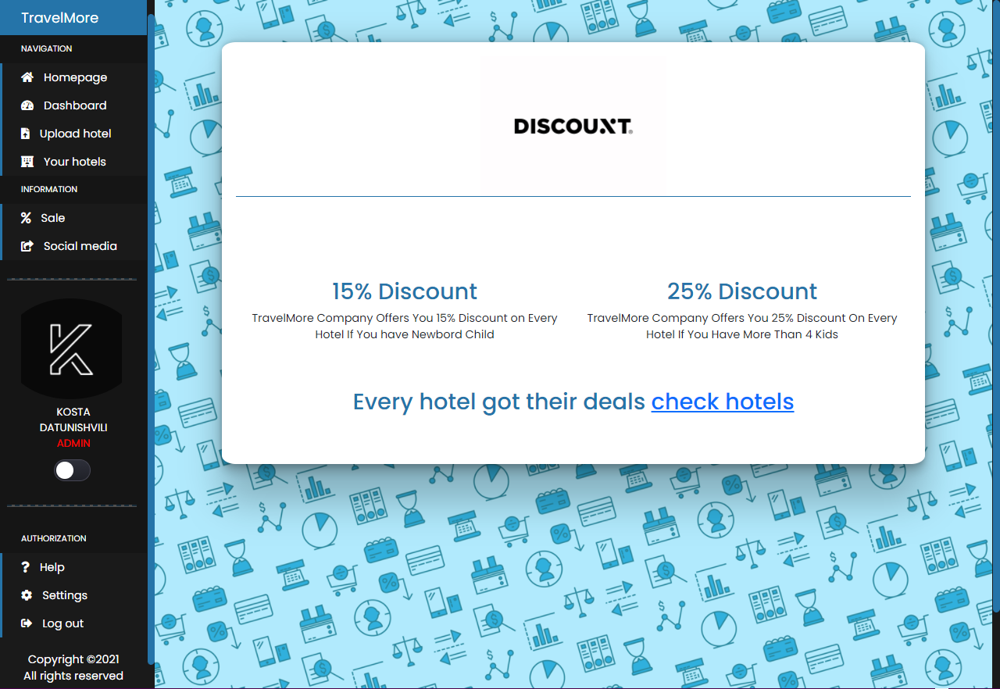 TravelMore
NAVIGATION
Homepage
Dashboard
Upload hotel
Your hotels
INFORMATION
Sale
Social media
KOSTA
DATUNISHVILI
ADMIN
AUTHORIZATION
Help
Settings
Log out
Copyright ©2021
All rights reserved
DISCOUNT®
15% Discount
TravelMore Company Offers You 15% Discount on Every
Hotel If You have Newbord Child
25% Discount
TravelMore Company Offers You 25% Discount On Every
Hotel If You Have More Than 4 Kids
Every hotel got their deals check hotels